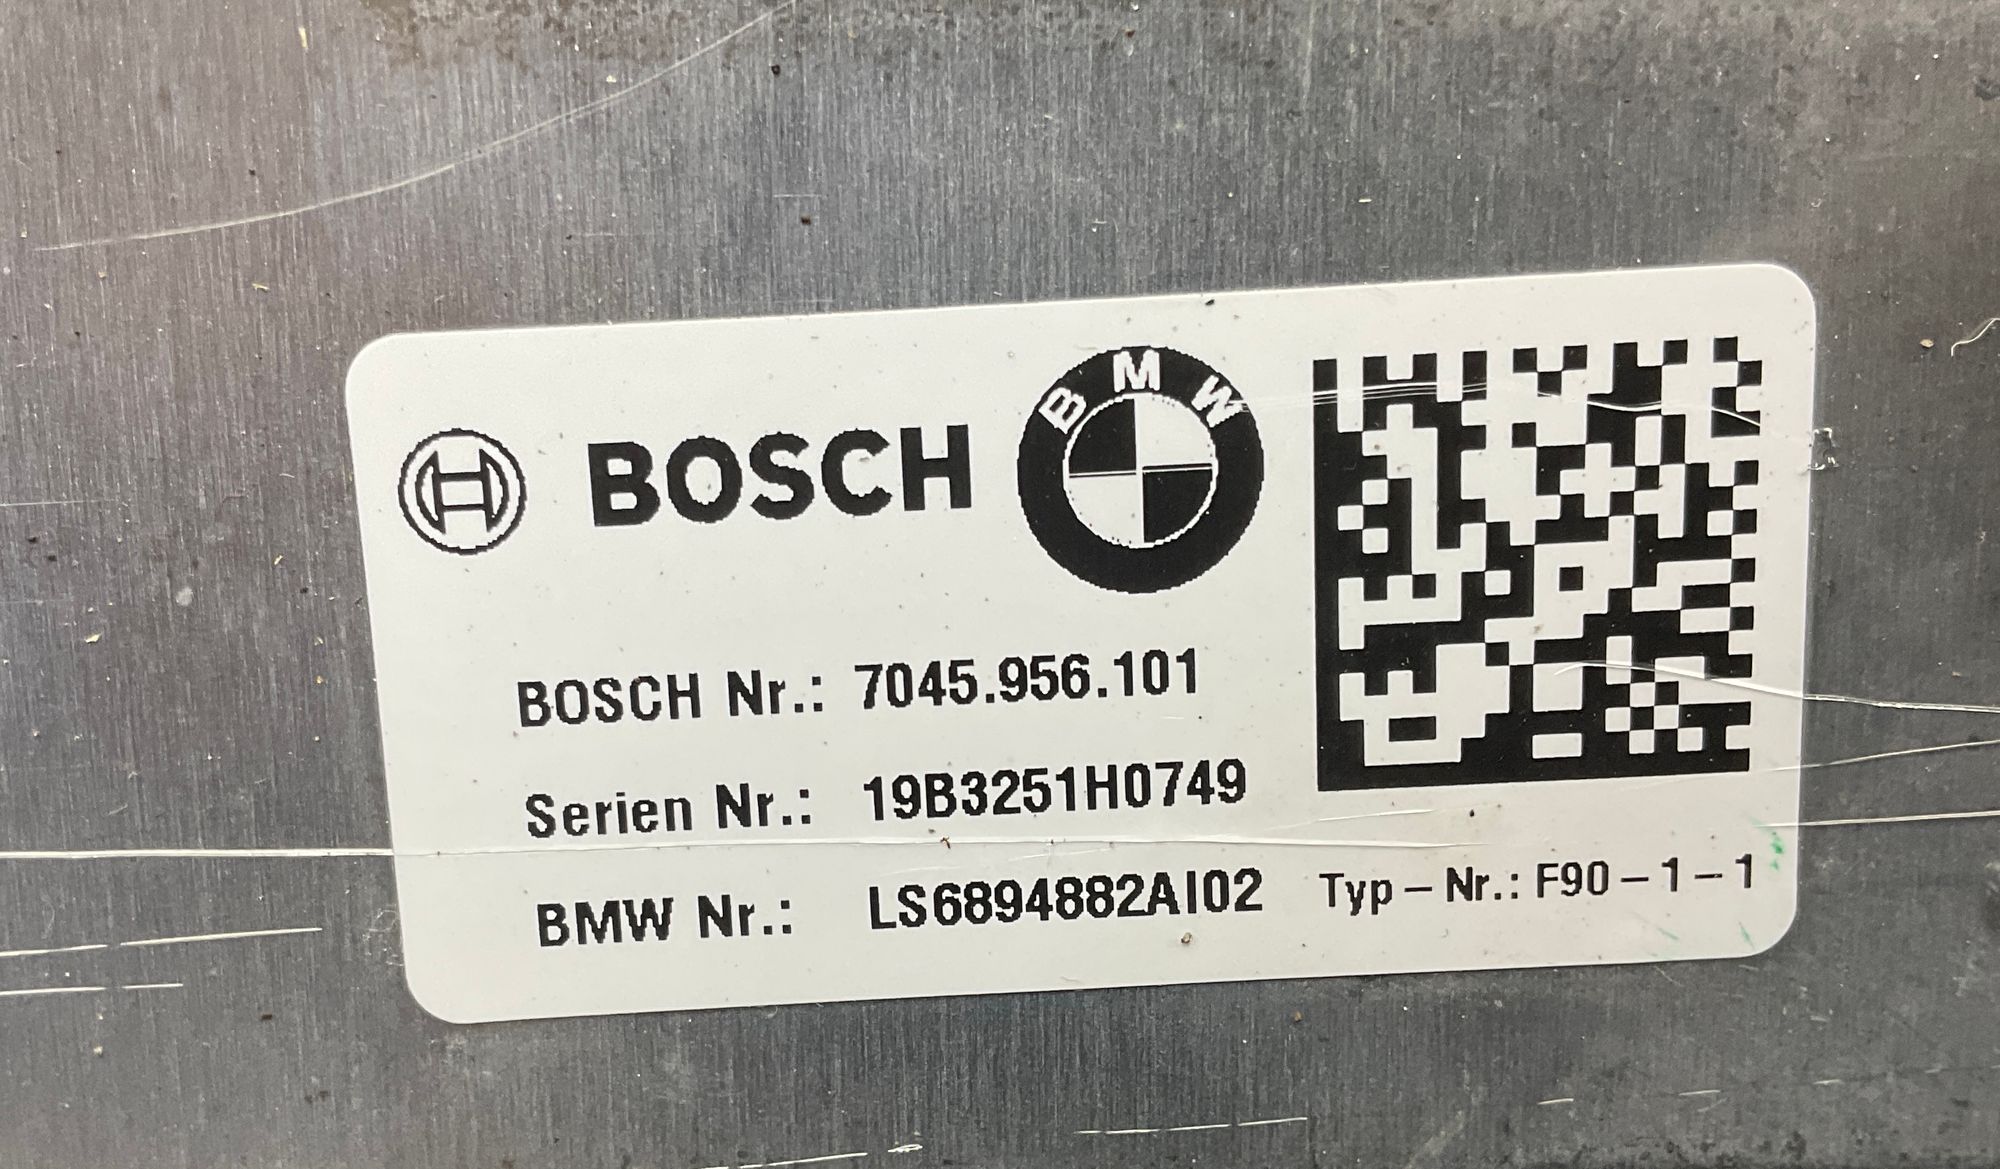 BOSCH BMW
BOSCH Nr.: 7045.956.101
Serien Nr.: 19B3251H0749
BMW Nr.: LS6894882AI02 Typ-Nr.: F90-1-1